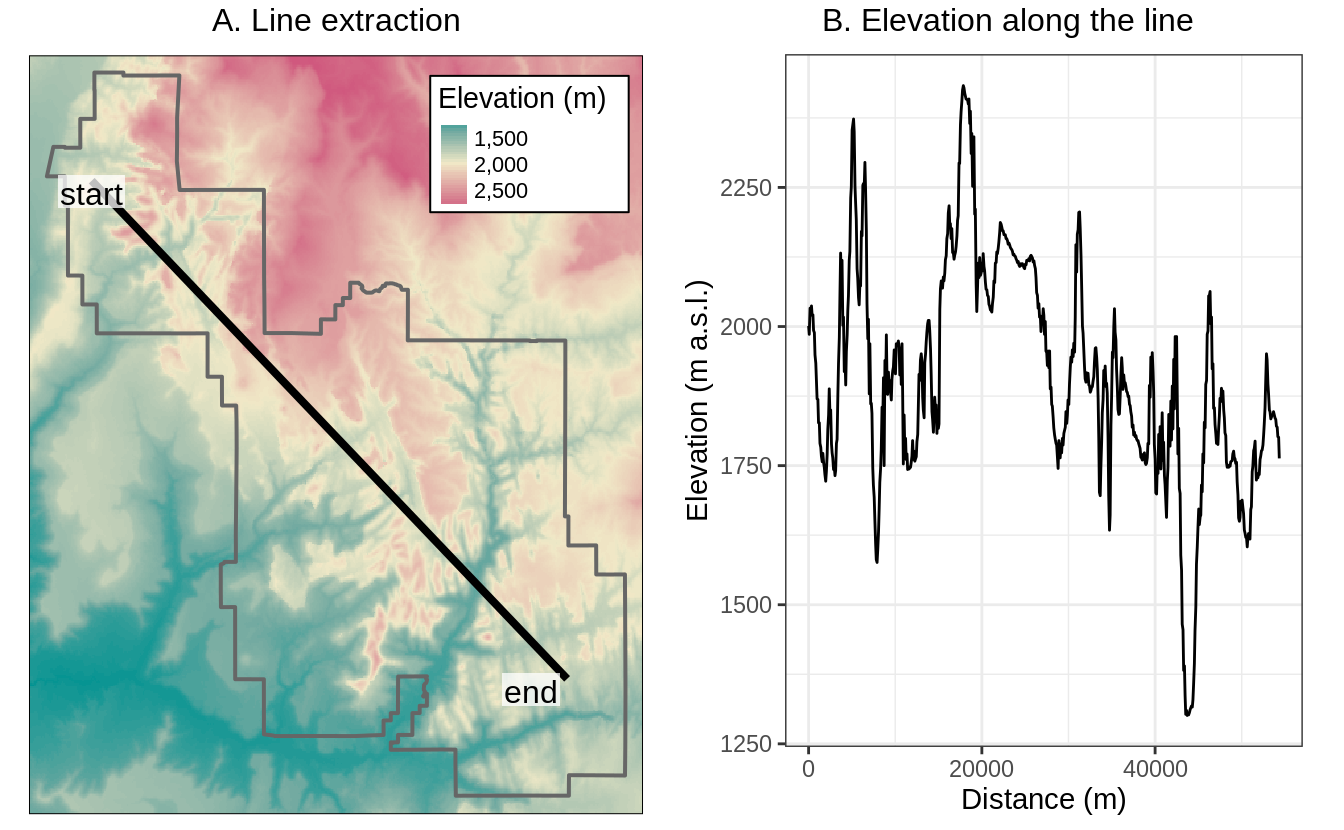 A. Line extraction
Elevation (m)
1,500
2,000
2,500
start
end
B. Elevation along the line
Elevation (m a.s.l.)
2250
2000
1750
1500
1250
0
20000
40000
Distance (m)